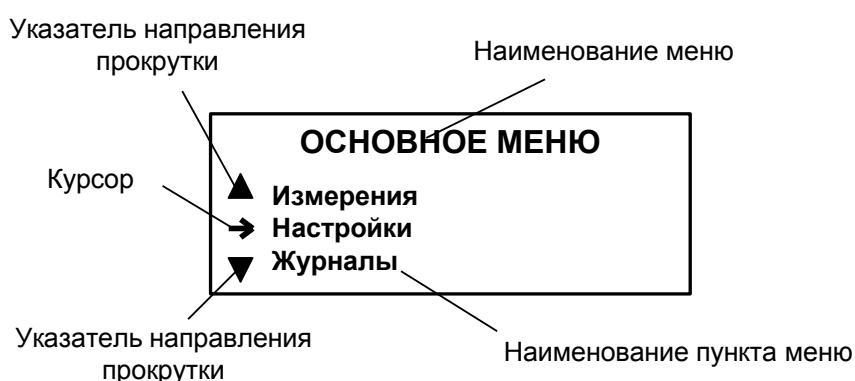 Указатель направления
прокрутки
Наименование меню
ОСНОВНОЕ МЕНЮ
Курсор
Измерения
Настройки
Журналы
Указатель направления
прокрутки
Наименование пункта меню